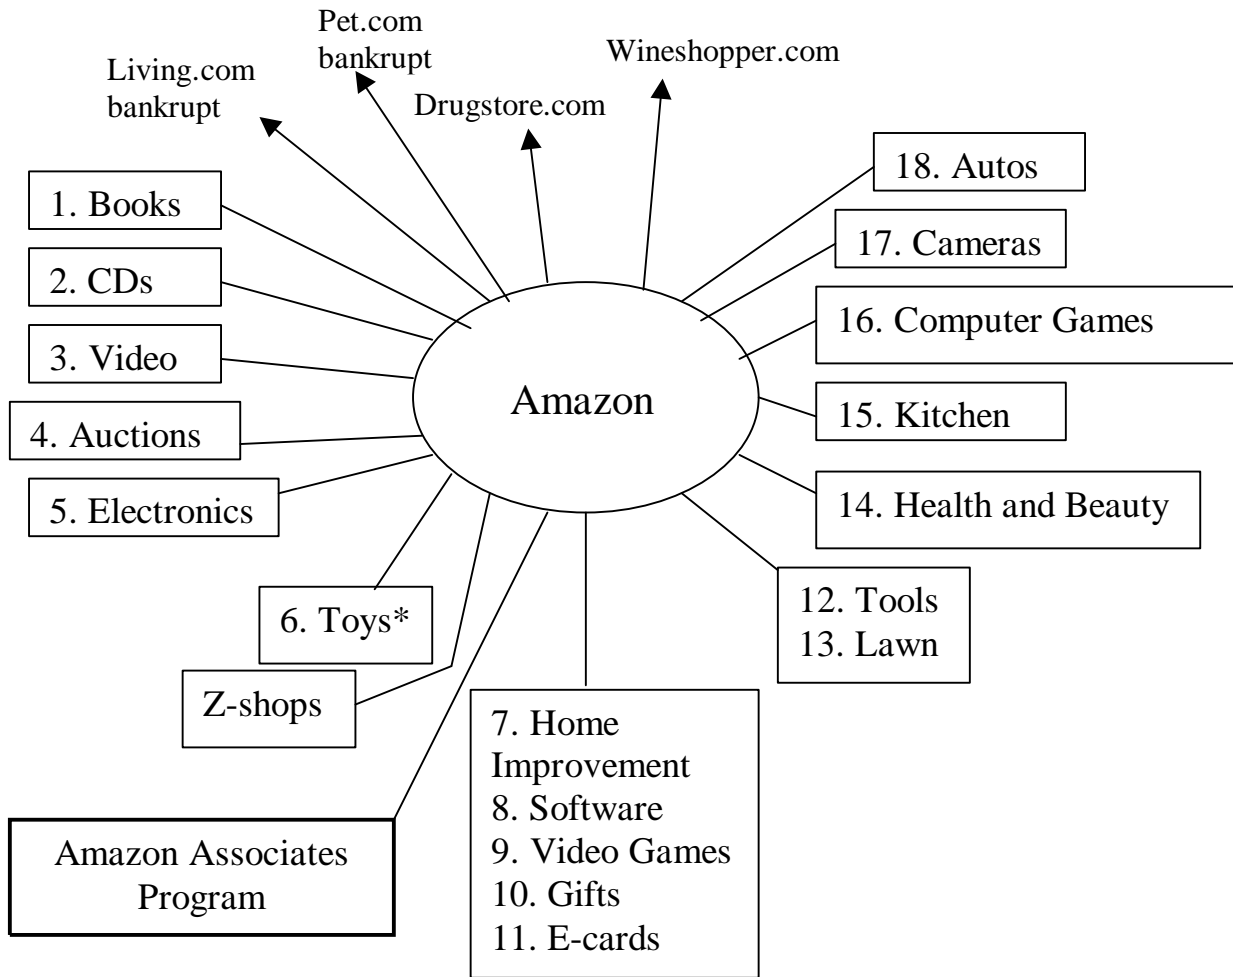 Pet.com
bankrupt
Wineshopper.com
Living.com
bankrupt
Drugstore.com
18. Autos
1. Books
17. Cameras
2. CDs
16. Computer Games
3. Video
Amazon
15. Kitchen
4. Auctions
5. Electronics
14. Health and Beauty
12. Tools
13. Lawn
6. Toys*
Z-shops
7. Home
Improvement
8. Software
9. Video Games
10. Gifts
11. E-cards
Amazon Associates
Program